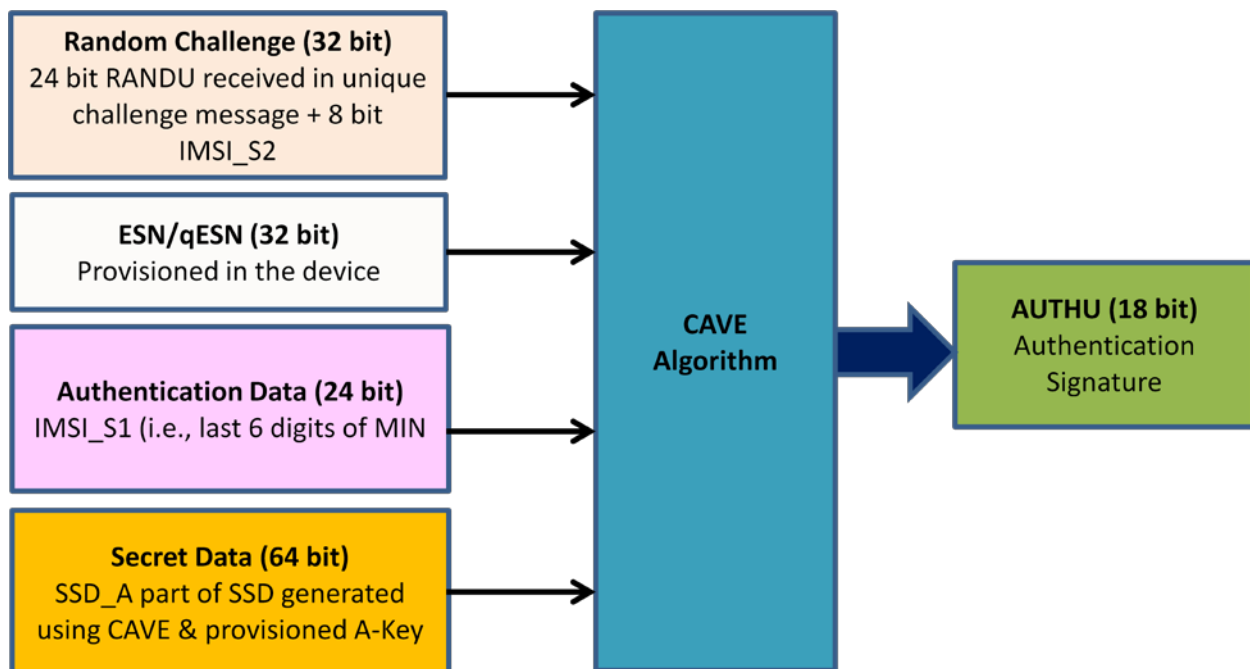 Random Challenge (32 bit)
24 bit RANDU received in unique
challenge message + 8 bit
IMSI_S2
ESN/qESN (32 bit)
Provisioned in the device
Authentication Data (24 bit)
IMSI_S1 (i.e., last 6 digits of MIN
Secret Data (64 bit)
SSD_A part of SSD generated
using CAVE & provisioned A-Key
CAVE
Algorithm
AUTHU (18 bit)
Authentication
Signature